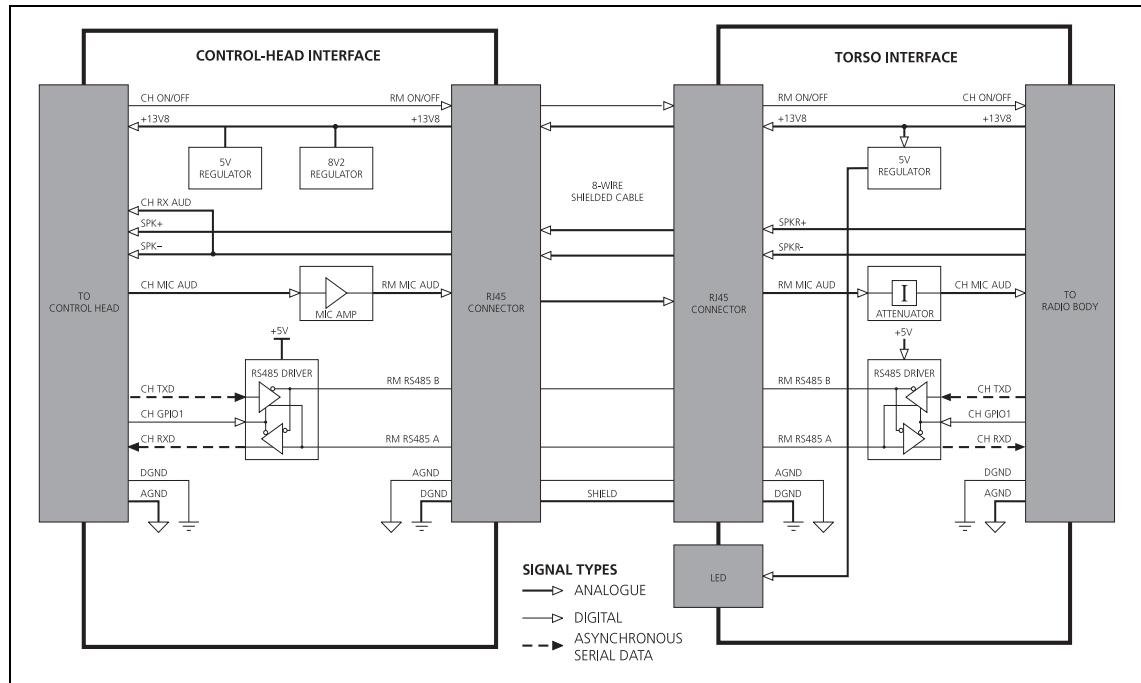 CONTROL-HEAD INTERFACE
TORSO INTERFACE
CH ON/OFF
RM ON/OFF
RM ON/OFF
CH ON/OFF
+13V8
+13V8
+13V8
+13V8
5V
REGULATOR
8V2
REGULATOR
5V
REGULATOR
8-WIRE
SHIELDED CABLE
CH RX AUD
SPK+
SPK–
SPKR+
SPKR-
CH MIC AUD
MIC AMP
RM MIC AUD
RM MIC AUD
I
ATTENUATOR
CH MIC AUD
TO
CONTROL HEAD
RJ45
CONNECTOR
RJ45
CONNECTOR
TO
RADIO BODY
+5V
RS485 DRIVER
+5V
RS485 DRIVER
CH TXD
RM RS485 B
RM RS485 B
CH TXD
CH GPIO1
CH GPIO1
CH RXD
RM RS485 A
RM RS485 A
CH RXD
DGND
AGND
AGND
DGND
SHIELD
AGND
DGND
DGND
AGND
LED
SIGNAL TYPES
ANALOGUE
DIGITAL
ASYNCHRONOUS
SERIAL DATA